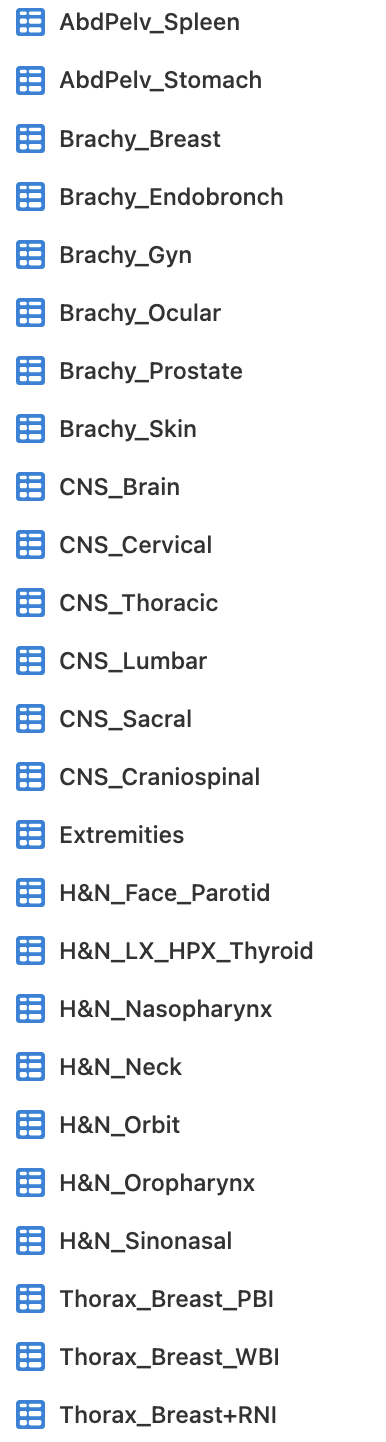 AbdPelv_Spleen
AbdPelv_Stomach
Brachy_Breast
Brachy_Endobronch
Brachy_Gyn
Brachy_Ocular
Brachy_Prostate
Brachy_Skin
CNS_Brain
CNS_Cervical
CNS_Thoracic
CNS_Lumbar
CNS_Sacral
CNS_Craniospinal
Extremities
H&N_Face_Parotid
H&N_LX_HPX_Thyroid
H&N_Nasopharynx
H&N_Neck
H&N_Orbit
H&N_Oropharynx
H&N_Sinonasal
Thorax_Breast_PBI
Thorax_Breast_WBI
Thorax_Breast+RNI